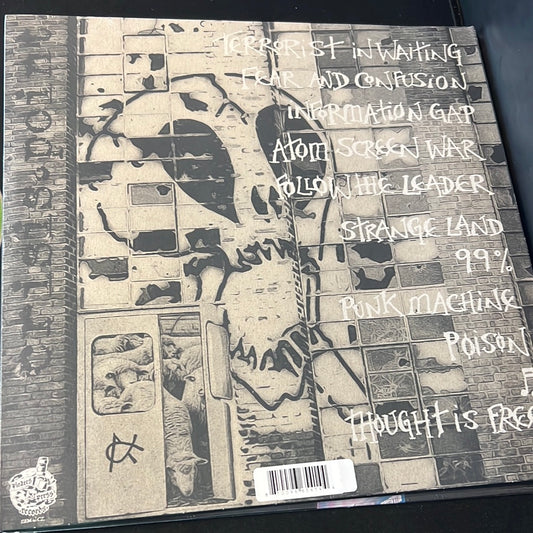 TERRORIST IN WAITING
FEAR AND CONFUSION
INFORMATION GAP
ATOM SCREEN WAR
FOLLOW THE LEADER
STRANGE LAND
99%
PUNK MACHINE
POISON
THOUGHT IS FREE
records